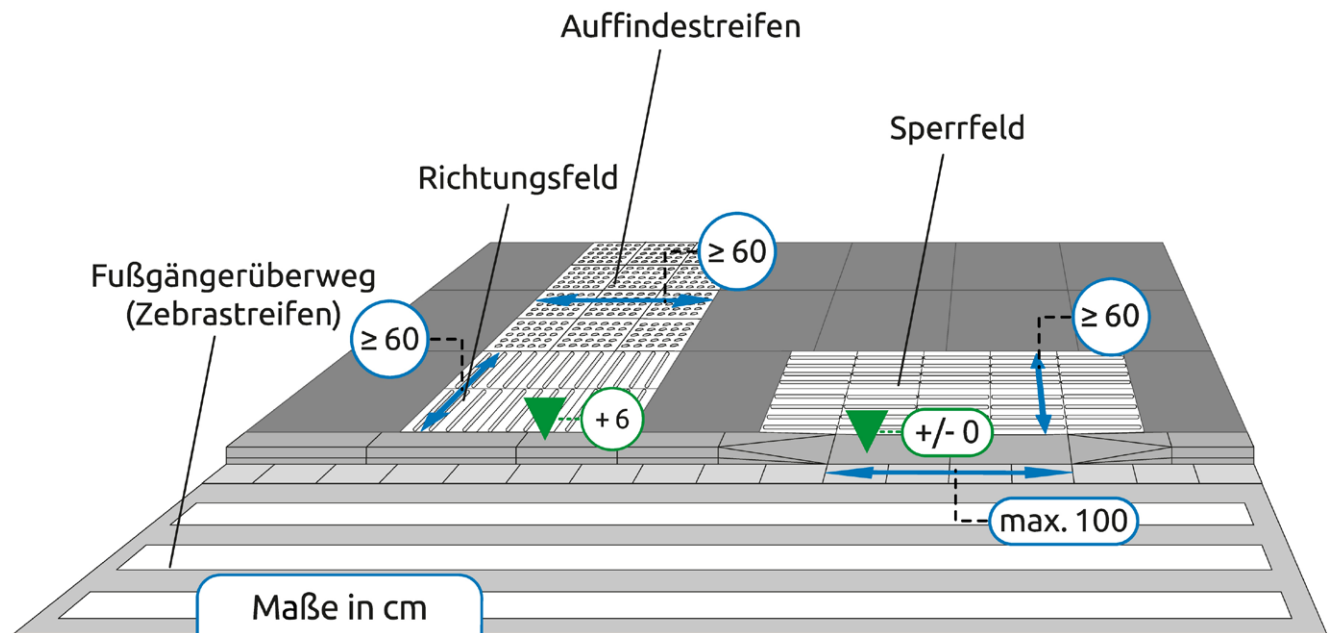 Auffindestreifen
Sperrfeld
Richtungsfeld
≥ 60
Fußgängerüberweg
(Zebrastreifen)
≥ 60
≥ 60
+ 6
+/- 0
max. 100
Maße in cm